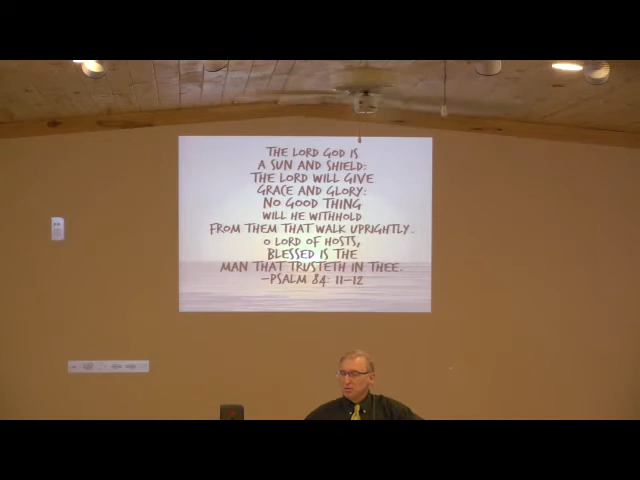 THE LORD GOD IS
A SUN AND SHIELD:
THE LORD WILL GIVE
GRACE AND GLORY:
NO GOOD THING
WILL HE WITHHOLD
FROM THEM THAT WALK UPRIGHTLY.
O LORD OF HOSTS,
BLESSED IS THE
MAN THAT TRUSTETH IN THEE.
–PSALM 84: 11–12